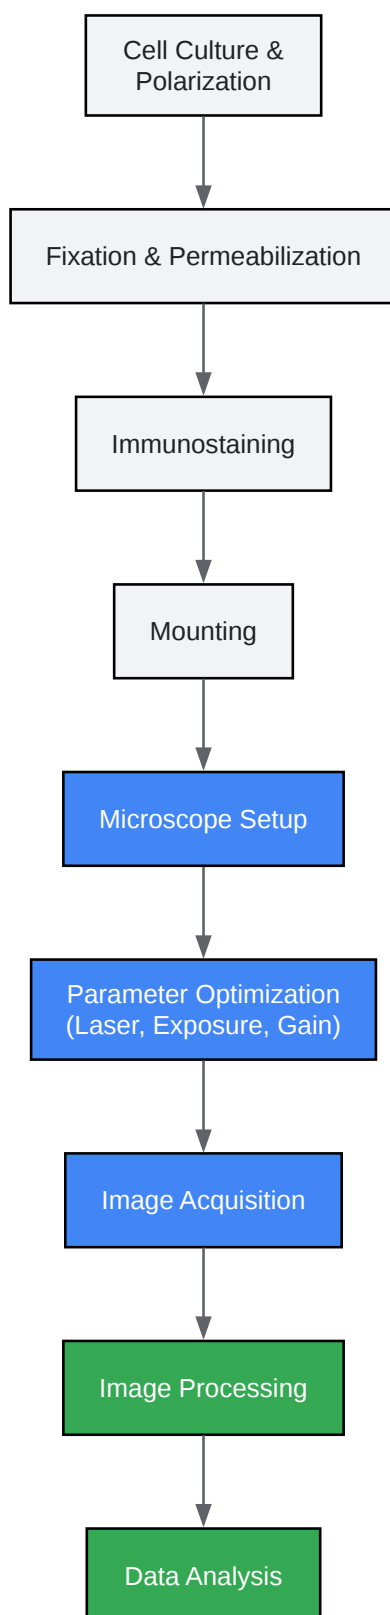 Cell Culture &
Polarization
Fixation & Permeabilization
Immunostaining
Mounting
Microscope Setup
Parameter Optimization
(Laser, Exposure, Gain)
Image Acquisition
Image Processing
Data Analysis